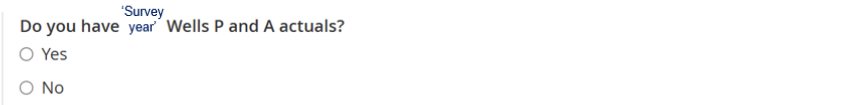 Do you have 'Survey year' Wells P and A actuals?
Yes
No